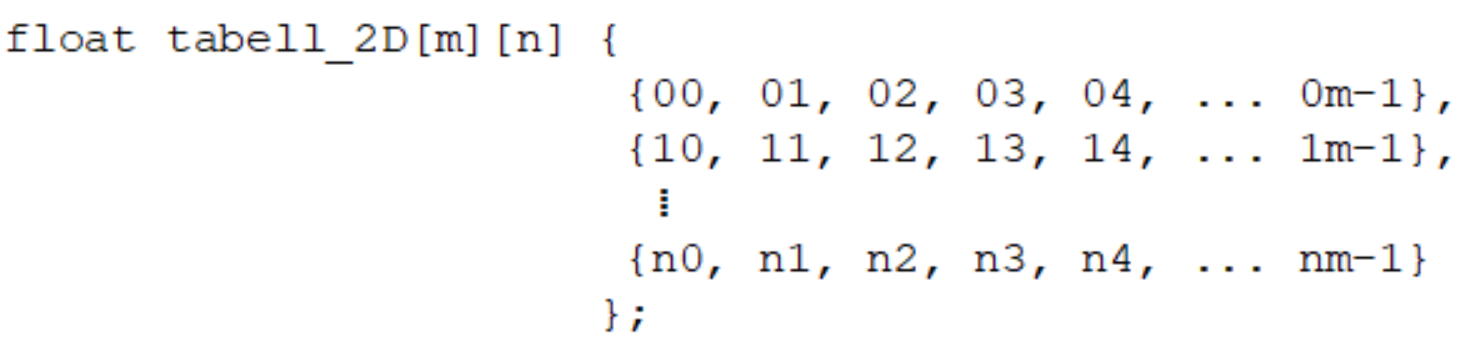 float tabell_2D[m][n] {
{00, 01, 02, 03, 04, ... 0m-1},
{10, 11, 12, 13, 14, ... 1m-1},
⁞
{n0, n1, n2, n3, n4, ... nm-1}
};